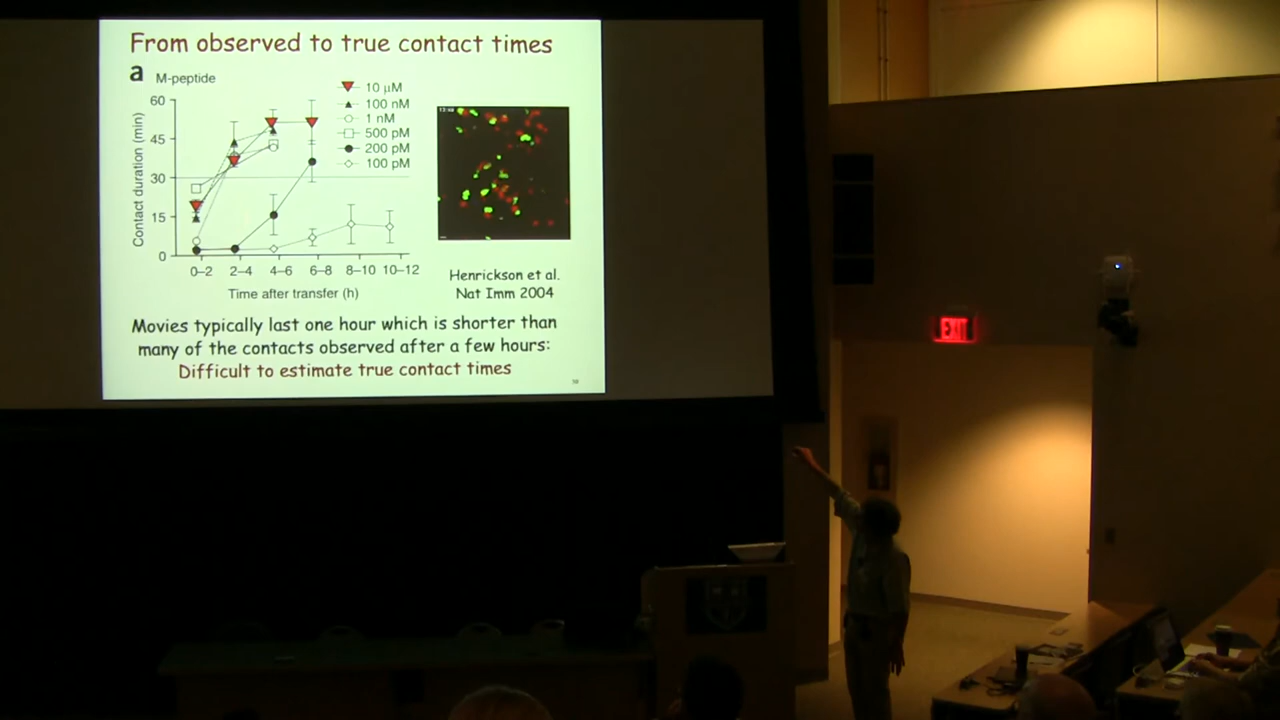 From observed to true contact times
a M-peptide
60
45
30
15
0
Contact duration (min)
10 µM
100 nM
1 nM
500 pM
200 pM
100 pM
0–2 2–4 4–6 6–8 8–10 10–12
Time after transfer (h)
Henrickson et al.
Nat Imm 2004
Movies typically last one hour which is shorter than
many of the contacts observed after a few hours:
Difficult to estimate true contact times
EXIT